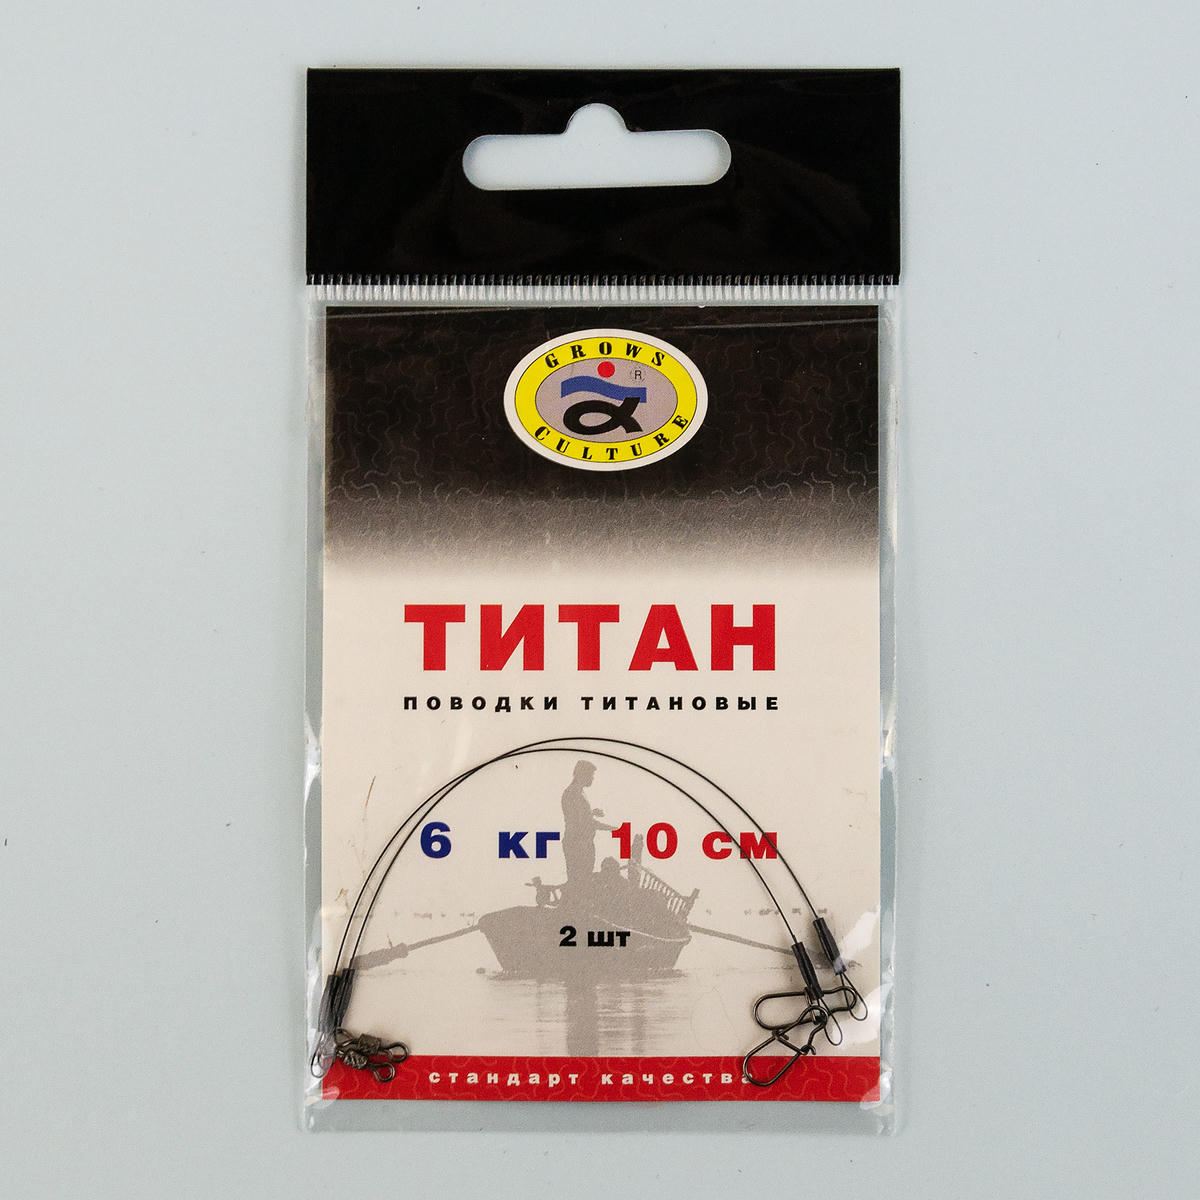 GROWS
®
CULTURE
ТИТАН
ПОВОДКИ ТИТАНОВЫЕ
6 кг 10 см
2 шт
стандарт качества